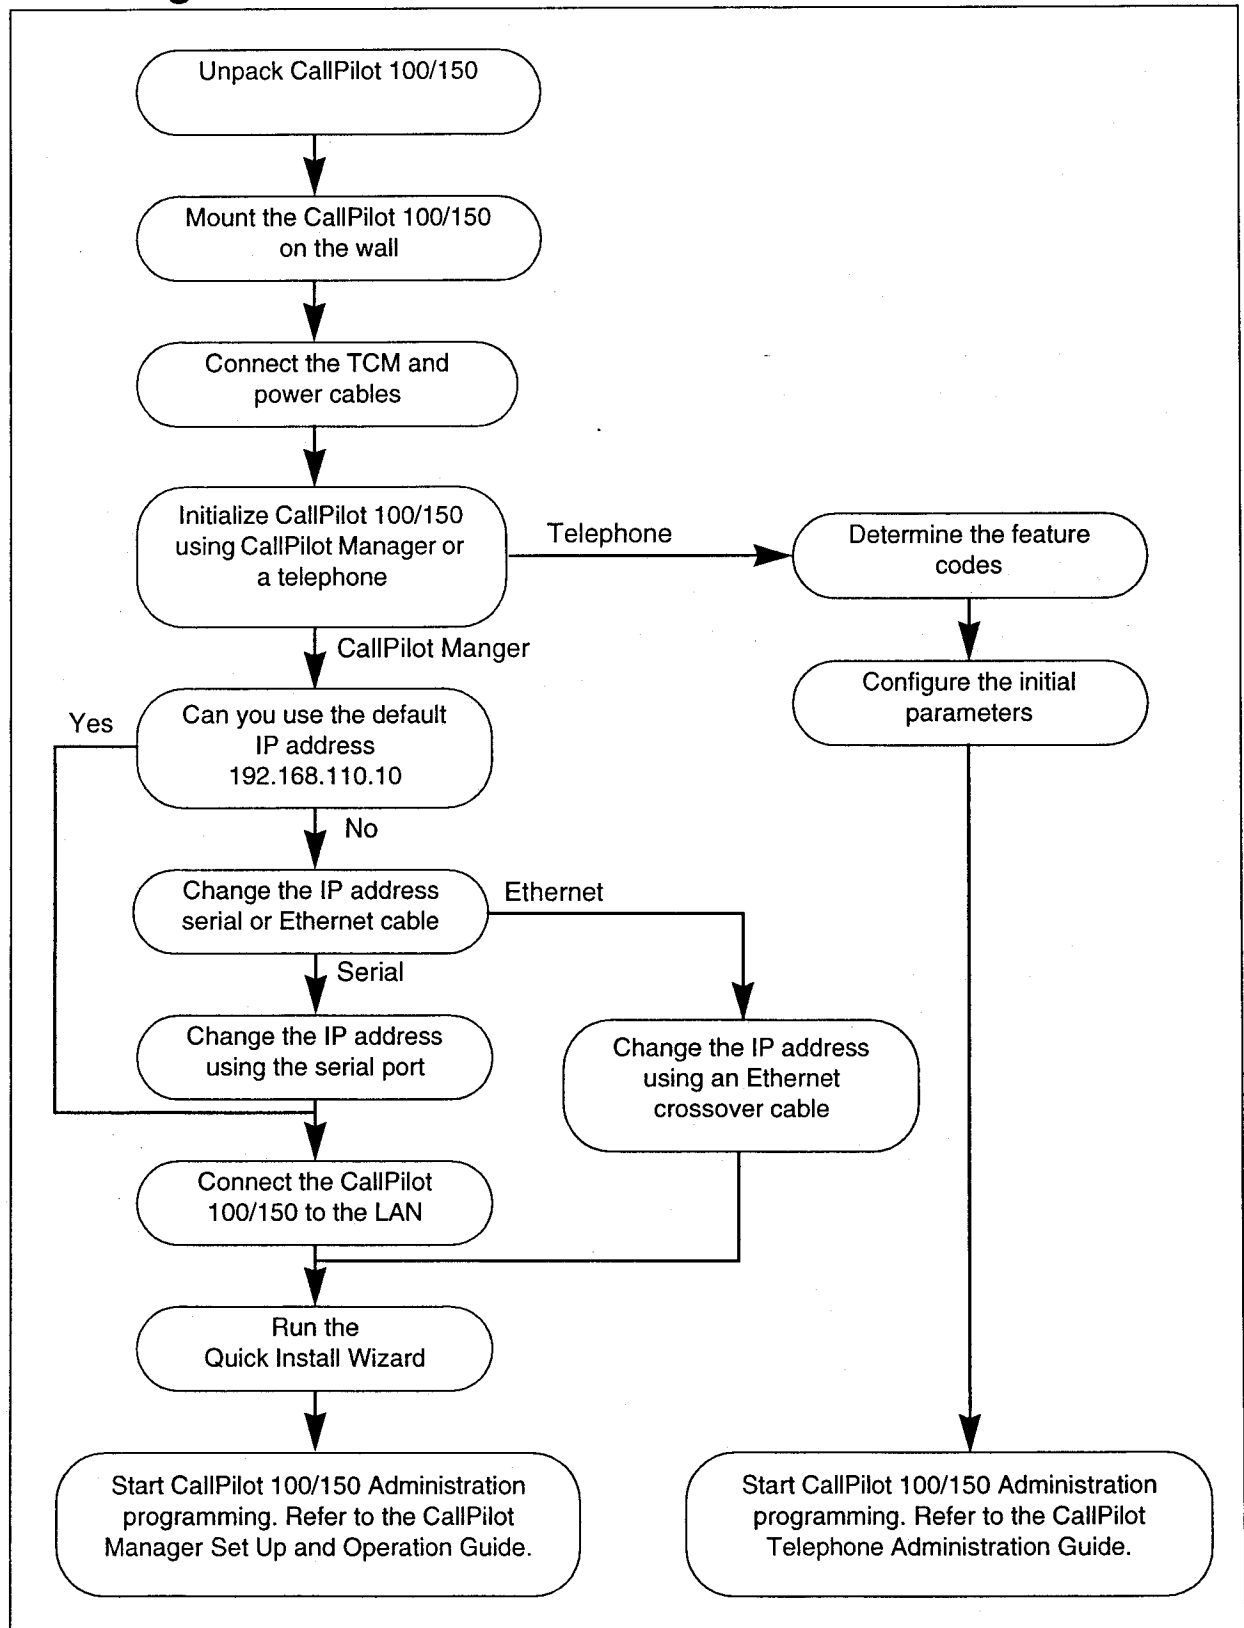 Unpack CallPilot 100/150
Mount the CallPilot 100/150
on the wall
Connect the TCM and
power cables
Initialize CallPilot 100/150
using CallPilot Manager or
a telephone
Telephone
Determine the feature
codes
Configure the initial
parameters
CallPilot Manger
Can you use the default
IP address
192.168.110.10
Yes
No
Change the IP address
serial or Ethernet cable
Ethernet
Serial
Change the IP address
using the serial port
Change the IP address
using an Ethernet
crossover cable
Connect the CallPilot
100/150 to the LAN
Run the
Quick Install Wizard
Start CallPilot 100/150 Administration
programming. Refer to the CallPilot
Manager Set Up and Operation Guide.
Start CallPilot 100/150 Administration
programming. Refer to the CallPilot
Telephone Administration Guide.